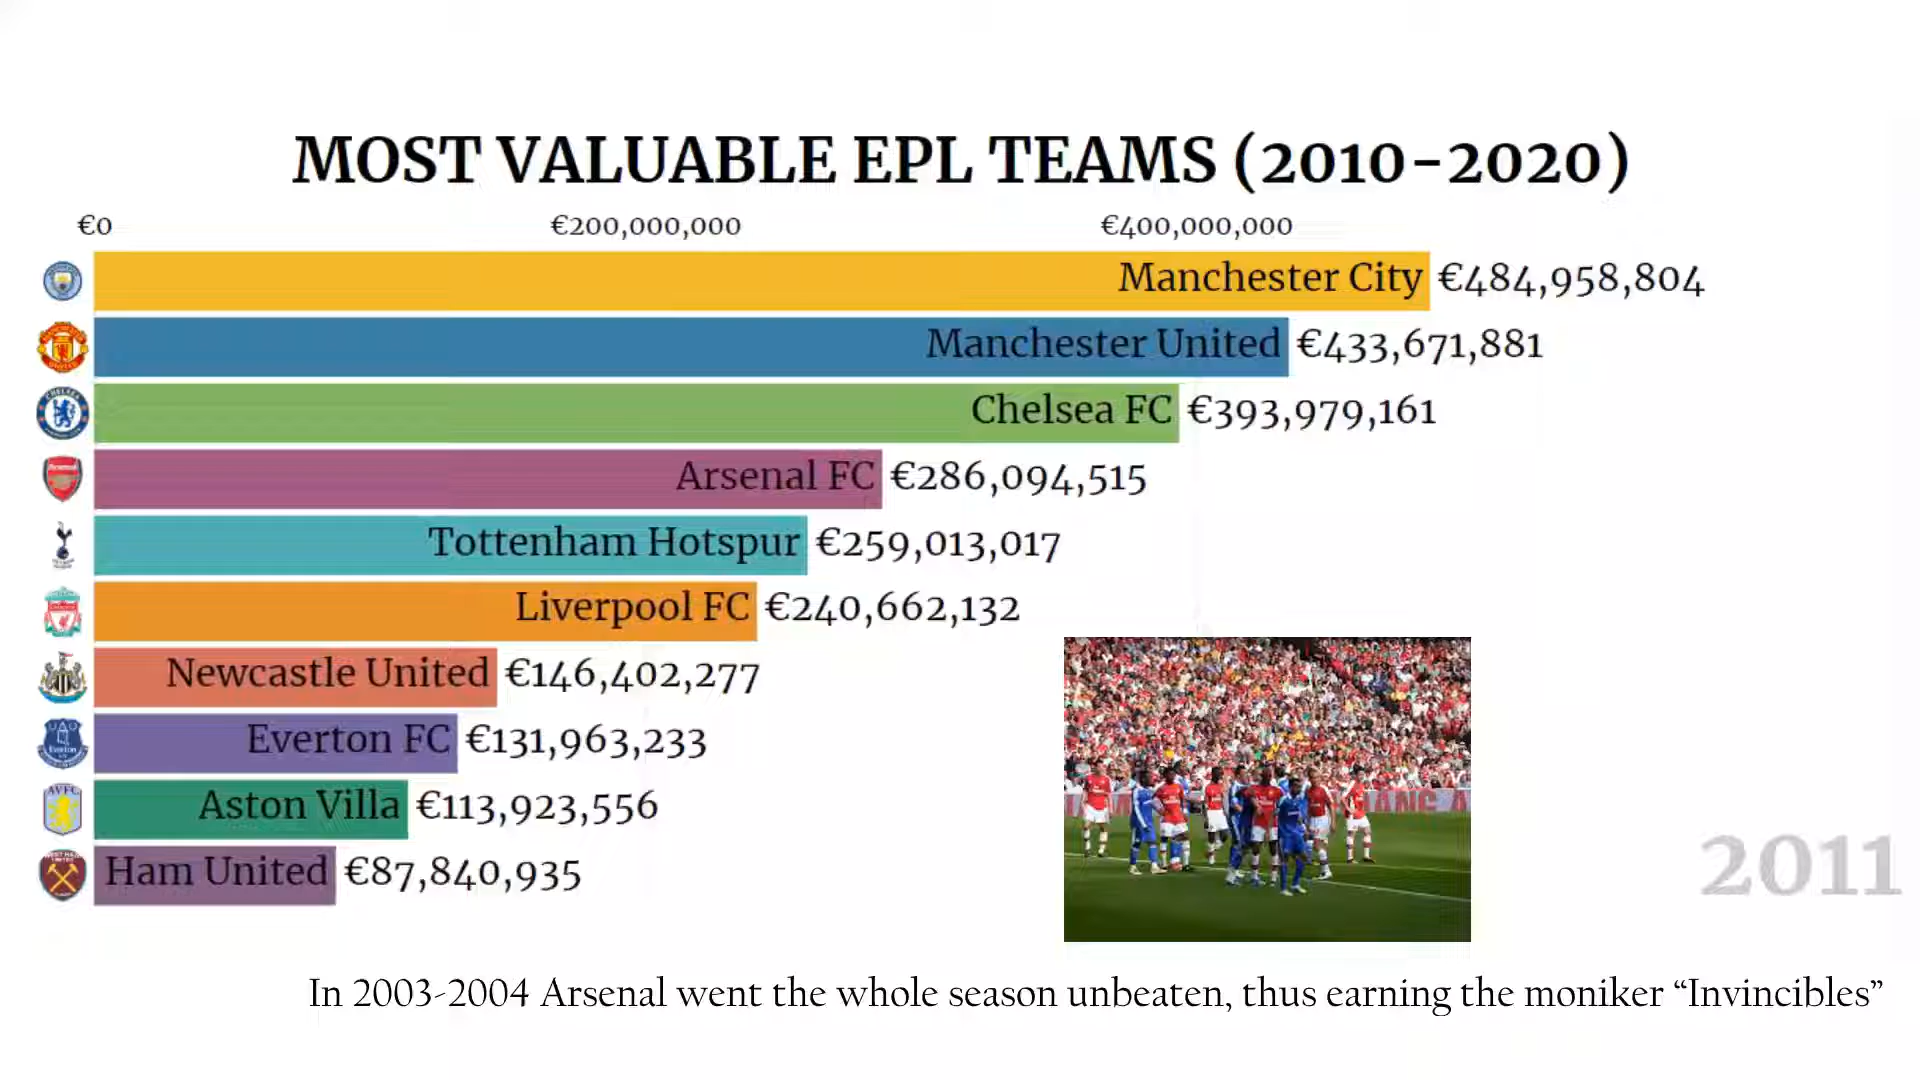 MOST VALUABLE EPL TEAMS (2010-2020)
€0 €200,000,000 €400,000,000
Manchester City €484,958,804
Manchester United €433,671,881
Chelsea FC €393,979,161
Arsenal FC €286,094,515
Tottenham Hotspur €259,013,017
Liverpool FC €240,662,132
Newcastle United €146,402,277
Everton FC €131,963,233
Aston Villa €113,923,556
Ham United €87,840,935
2011
In 2003-2004 Arsenal went the whole season unbeaten, thus earning the moniker “Invincibles”